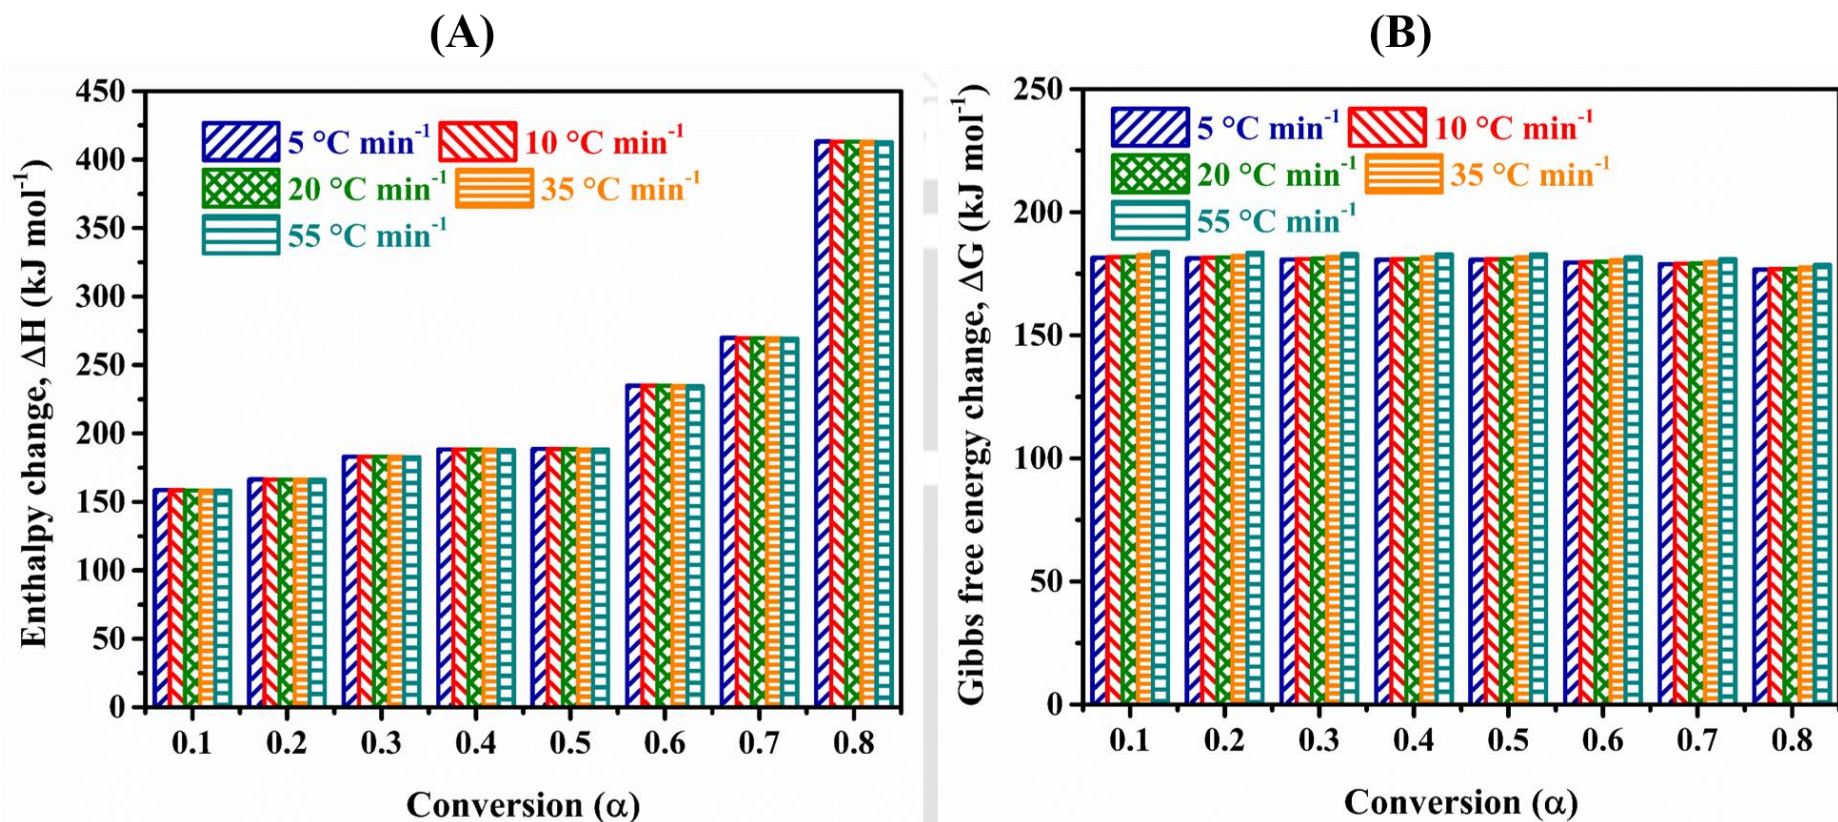 (A)
Enthalpy change, ΔH (kJ mol⁻¹)
450
400
350
300
250
200
150
100
50
0
5 °C min⁻¹ 10 °C min⁻¹
20 °C min⁻¹ 35 °C min⁻¹
55 °C min⁻¹
0.1 0.2 0.3 0.4 0.5 0.6 0.7 0.8
Conversion (α)
(B)
Gibbs free energy change, ΔG (kJ mol⁻¹)
250
200
150
100
50
0
5 °C min⁻¹ 10 °C min⁻¹
20 °C min⁻¹ 35 °C min⁻¹
55 °C min⁻¹
0.1 0.2 0.3 0.4 0.5 0.6 0.7 0.8
Conversion (α)